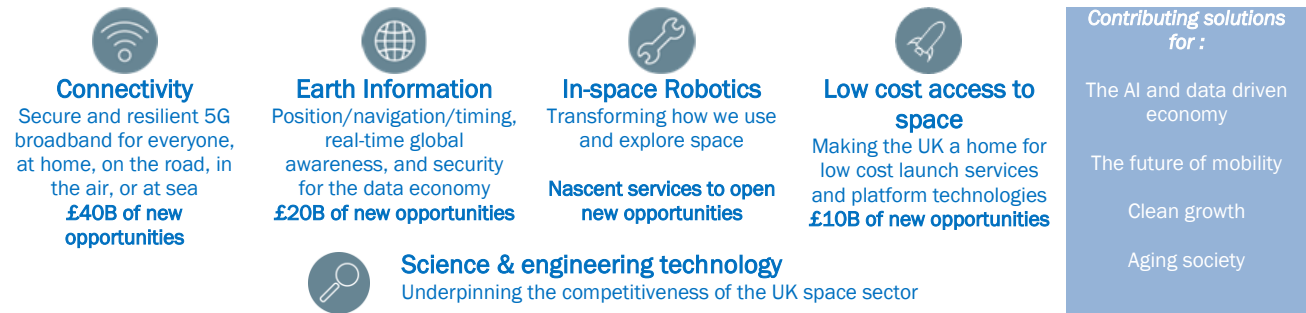 Connectivity
Secure and resilient 5G
broadband for everyone,
at home, on the road, in
the air, or at sea
£40B of new
opportunities
Earth Information
Position/navigation/timing,
real-time global
awareness, and security
for the data economy
£20B of new opportunities
In-space Robotics
Transforming how we use
and explore space
Nascent services to open
new opportunities
Low cost access to
space
Making the UK a home for
low cost launch services
and platform technologies
£10B of new opportunities
Science & engineering technology
Underpinning the competitiveness of the UK space sector
Contributing solutions
for :
The AI and data driven
economy
The future of mobility
Clean growth
Aging society